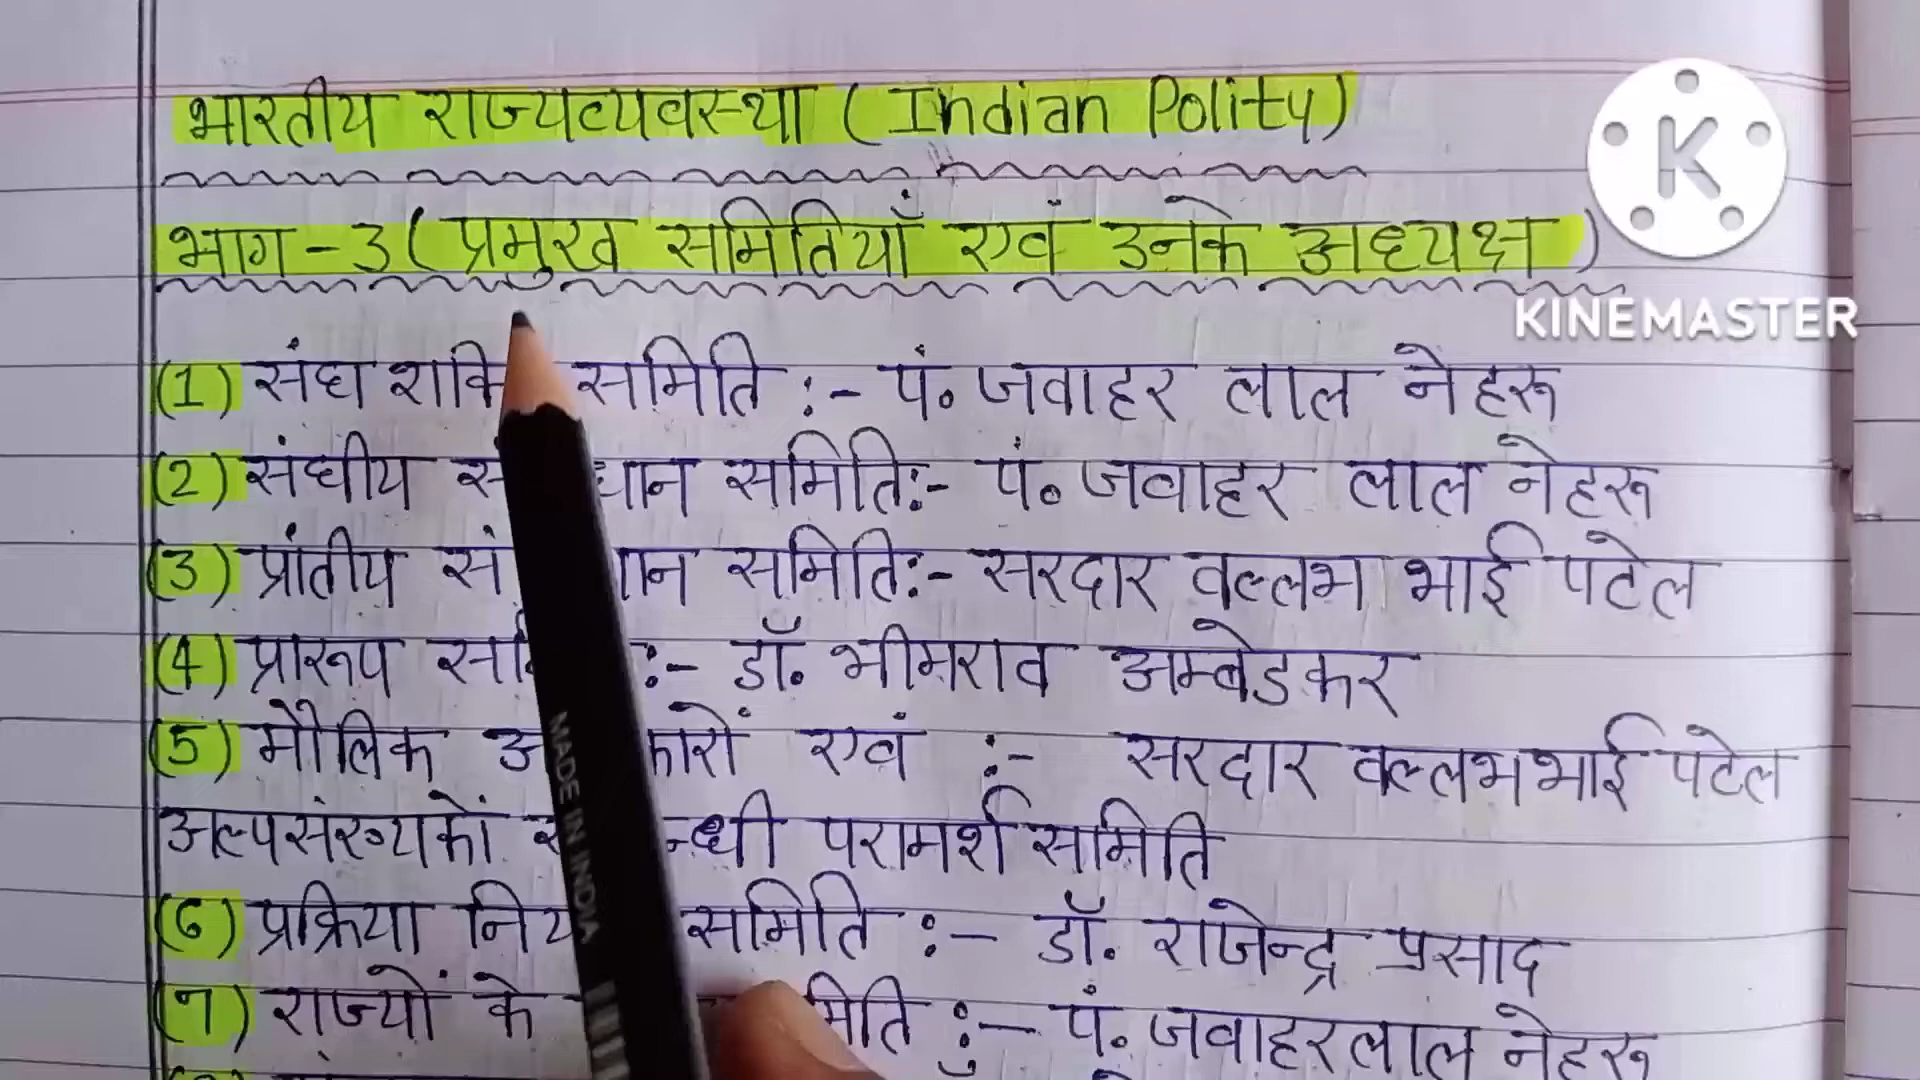 भारतीय राज्यव्यवस्था ( Indian Polity)
भाग - 3 ( प्रमुख समितियाँ एवं उनके अध्यक्ष )
KINEMASTER
(1) संघ शक्ति समिति :- पं. जवाहर लाल नेहरू
(2) संघीय समिति:- पं. जवाहर लाल नेहरू
(3) प्रांतीय समिति:- सरदार वल्लभ भाई पटेल
(4) प्रारूप :- डॉ. भीमराव अम्बेडकर
(5) मौलिक एवं :- सरदार वल्लभभाई पटेल
अल्पसंख्यकों परामर्श समिति
(6) प्रक्रिया समिति :- डॉ. राजेन्द्र प्रसाद
(7) राज्यों के :- पं. जवाहरलाल नेहरू
MADE IN INDIA